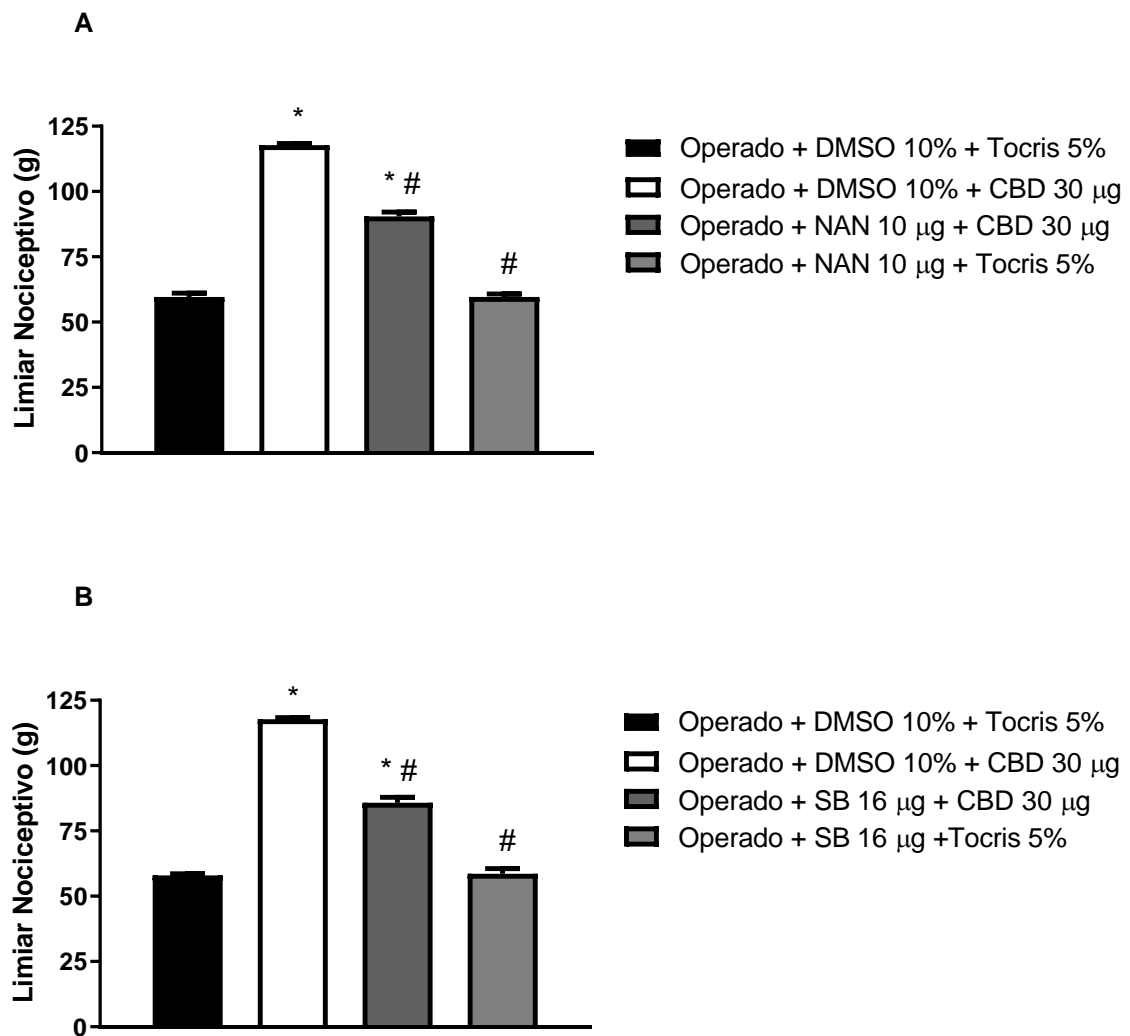 A
Limiar Nociceptivo (g)
125
100
75
50
25
0
*
* #
#
Operado + DMSO 10% + Tocris 5%
Operado + DMSO 10% + CBD 30 μg
Operado + NAN 10 μg + CBD 30 μg
Operado + NAN 10 μg + Tocris 5%
B
Limiar Nociceptivo (g)
125
100
75
50
25
0
*
* #
#
Operado + DMSO 10% + Tocris 5%
Operado + DMSO 10% + CBD 30 μg
Operado + SB 16 μg + CBD 30 μg
Operado + SB 16 μg +Tocris 5%